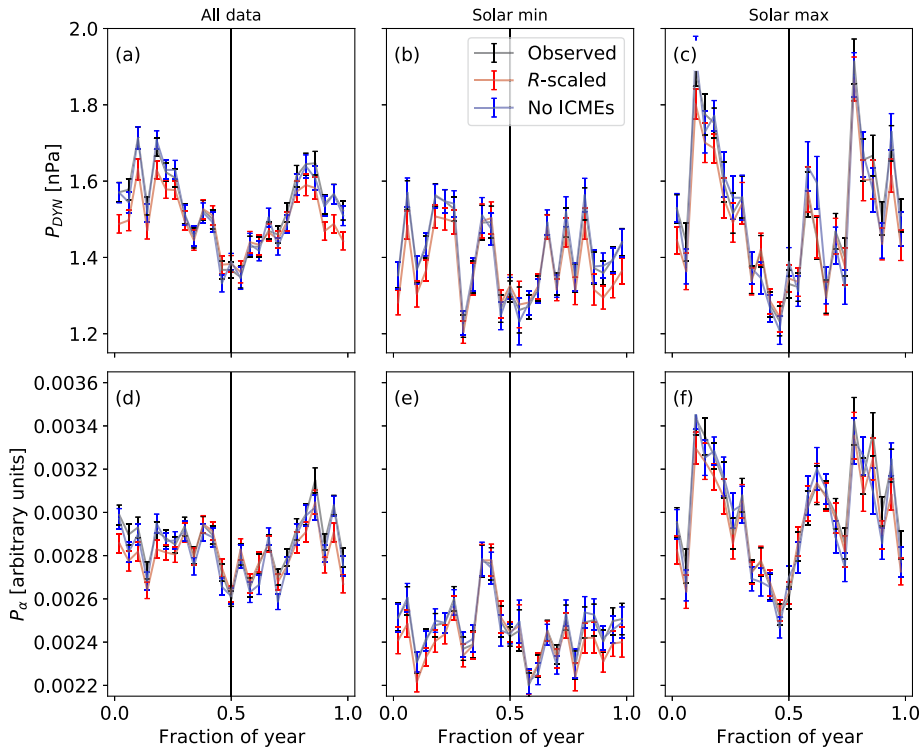 All data Solar min Solar max
2.0
(a) (b) (c)
Observed
R-scaled
No ICMEs
1.8
1.6
1.4
1.2
P_DYN [nPa]
0.0036
(d) (e) (f)
0.0034
0.0032
0.0030
0.0028
0.0026
0.0024
0.0022
P_α [arbitrary units]
0.0 0.5 1.0 0.0 0.5 1.0 0.0 0.5 1.0
Fraction of year Fraction of year Fraction of year